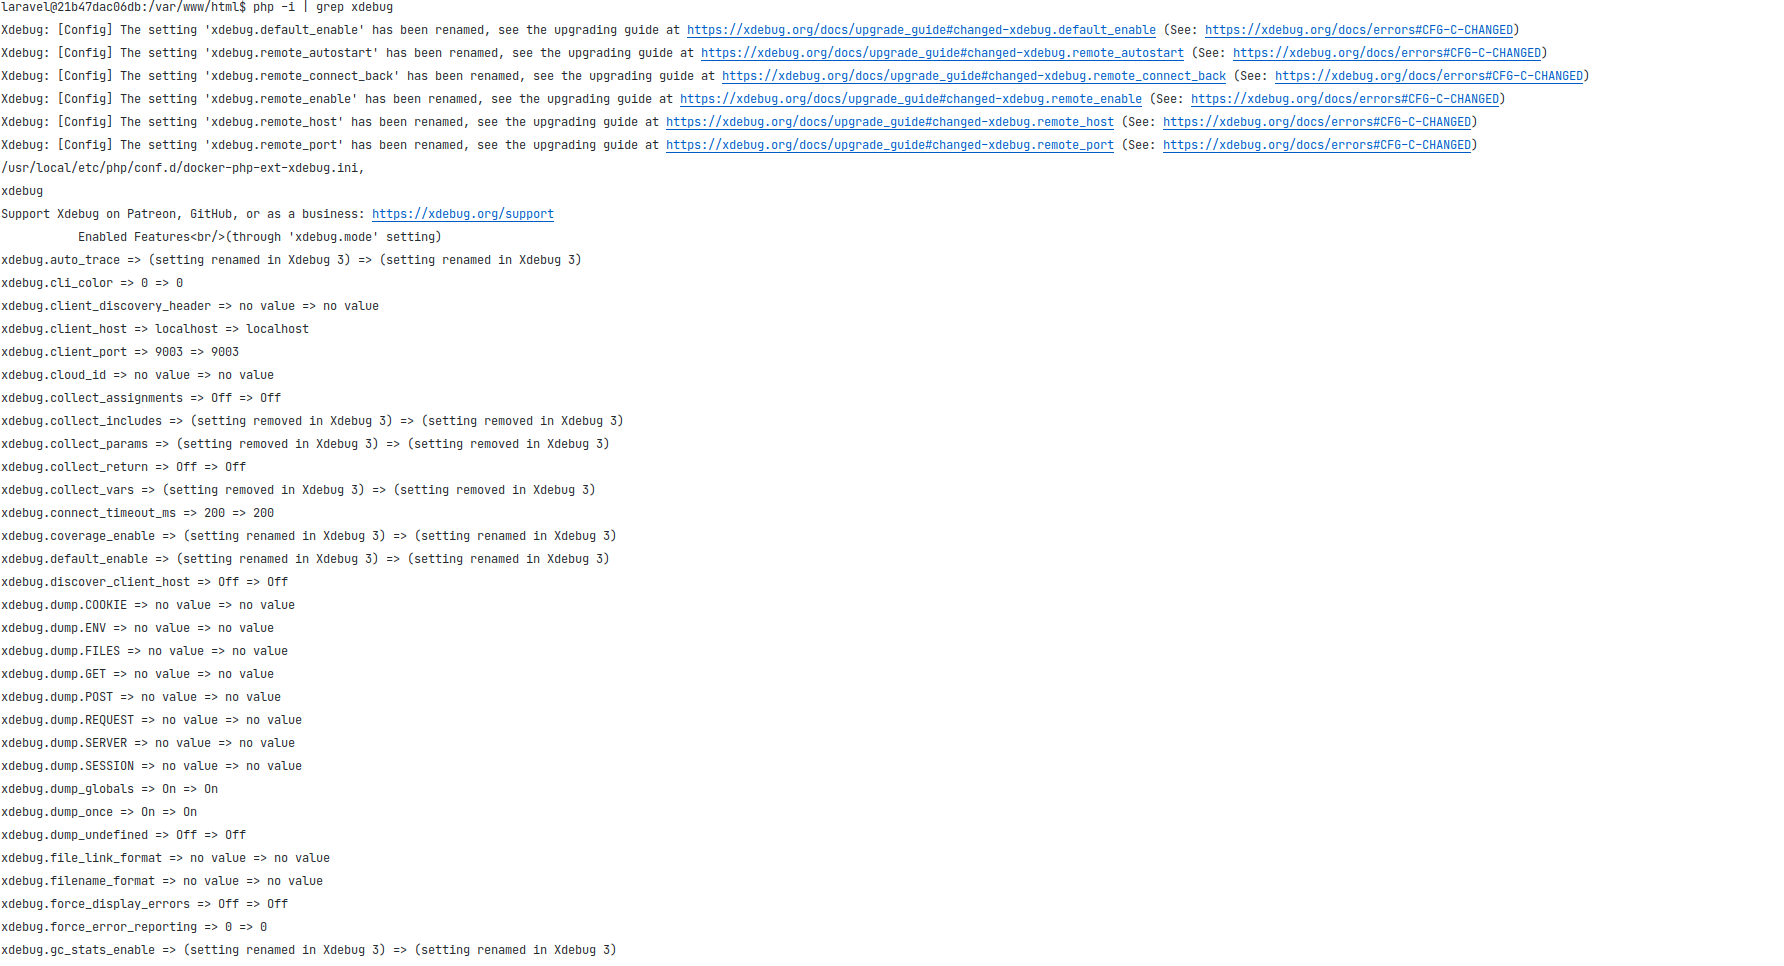 laravel@21b47dac06db:/var/www/html$ php -i | grep xdebug
Xdebug: [Config] The setting 'xdebug.default_enable' has been renamed, see the upgrading guide at https://xdebug.org/docs/upgrade_guide#changed-xdebug.default_enable (See: https://xdebug.org/docs/errors#CFG-C-CHANGED)
Xdebug: [Config] The setting 'xdebug.remote_autostart' has been renamed, see the upgrading guide at https://xdebug.org/docs/upgrade_guide#changed-xdebug.remote_autostart (See: https://xdebug.org/docs/errors#CFG-C-CHANGED)
Xdebug: [Config] The setting 'xdebug.remote_connect_back' has been renamed, see the upgrading guide at https://xdebug.org/docs/upgrade_guide#changed-xdebug.remote_connect_back (See: https://xdebug.org/docs/errors#CFG-C-CHANGED)
Xdebug: [Config] The setting 'xdebug.remote_enable' has been renamed, see the upgrading guide at https://xdebug.org/docs/upgrade_guide#changed-xdebug.remote_enable (See: https://xdebug.org/docs/errors#CFG-C-CHANGED)
Xdebug: [Config] The setting 'xdebug.remote_host' has been renamed, see the upgrading guide at https://xdebug.org/docs/upgrade_guide#changed-xdebug.remote_host (See: https://xdebug.org/docs/errors#CFG-C-CHANGED)
Xdebug: [Config] The setting 'xdebug.remote_port' has been renamed, see the upgrading guide at https://xdebug.org/docs/upgrade_guide#changed-xdebug.remote_port (See: https://xdebug.org/docs/errors#CFG-C-CHANGED)
/usr/local/etc/php/conf.d/docker-php-ext-xdebug.ini,
xdebug
Support Xdebug on Patreon, GitHub, or as a business: https://xdebug.org/support
Enabled Features<br/>(through 'xdebug.mode' setting)
xdebug.auto_trace => (setting renamed in Xdebug 3) => (setting renamed in Xdebug 3)
xdebug.cli_color => 0 => 0
xdebug.client_discovery_header => no value => no value
xdebug.client_host => localhost => localhost
xdebug.client_port => 9003 => 9003
xdebug.cloud_id => no value => no value
xdebug.collect_assignments => Off => Off
xdebug.collect_includes => (setting removed in Xdebug 3) => (setting removed in Xdebug 3)
xdebug.collect_params => (setting removed in Xdebug 3) => (setting removed in Xdebug 3)
xdebug.collect_return => Off => Off
xdebug.collect_vars => (setting removed in Xdebug 3) => (setting removed in Xdebug 3)
xdebug.connect_timeout_ms => 200 => 200
xdebug.coverage_enable => (setting renamed in Xdebug 3) => (setting renamed in Xdebug 3)
xdebug.default_enable => (setting renamed in Xdebug 3) => (setting renamed in Xdebug 3)
xdebug.discover_client_host => Off => Off
xdebug.dump.COOKIE => no value => no value
xdebug.dump.ENV => no value => no value
xdebug.dump.FILES => no value => no value
xdebug.dump.GET => no value => no value
xdebug.dump.POST => no value => no value
xdebug.dump.REQUEST => no value => no value
xdebug.dump.SERVER => no value => no value
xdebug.dump.SESSION => no value => no value
xdebug.dump_globals => On => On
xdebug.dump_once => On => On
xdebug.dump_undefined => Off => Off
xdebug.file_link_format => no value => no value
xdebug.filename_format => no value => no value
xdebug.force_display_errors => Off => Off
xdebug.force_error_reporting => 0 => 0
xdebug.gc_stats_enable => (setting renamed in Xdebug 3) => (setting renamed in Xdebug 3)